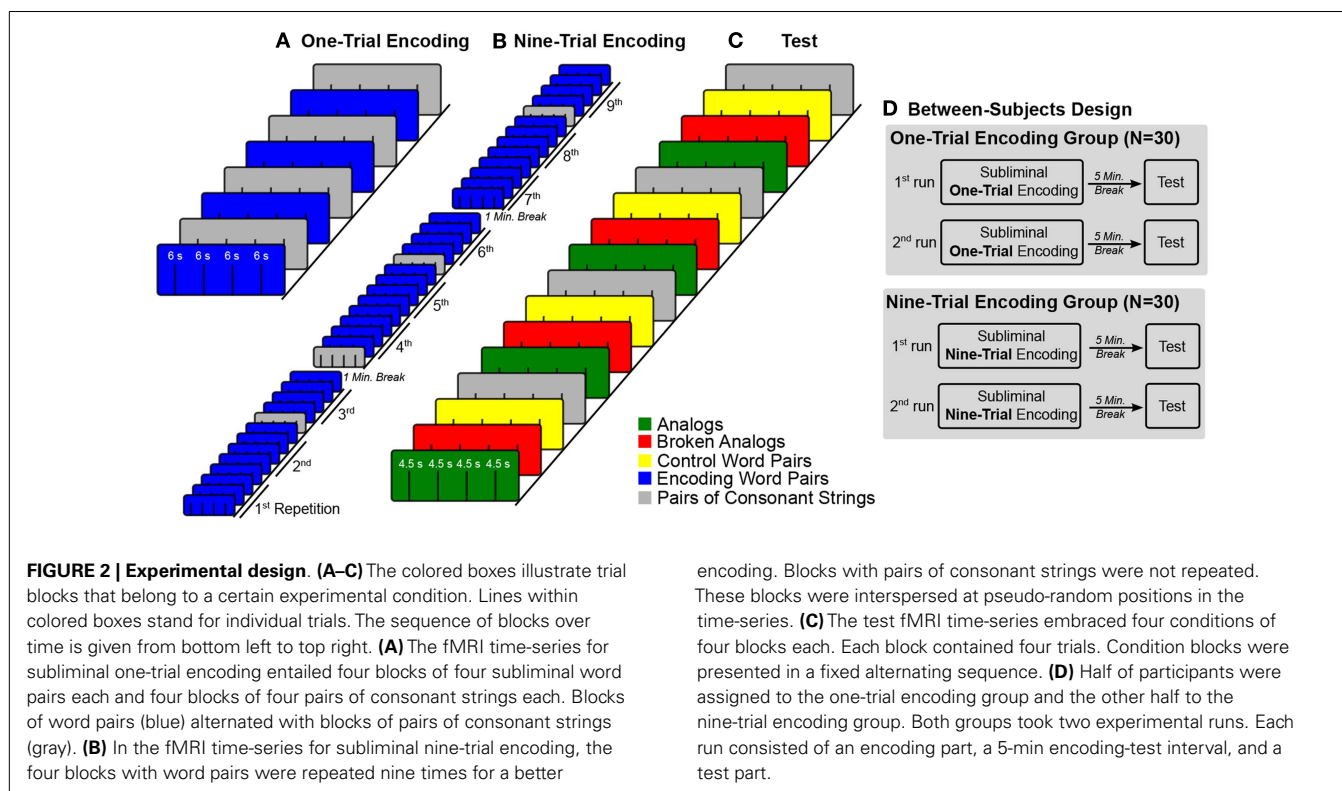 A One-Trial Encoding
6 s 6 s 6 s 6 s
B Nine-Trial Encoding
9th
8th
7th
1 Min. Break
6th
5th
4th
1 Min. Break
3rd
2nd
1st Repetition
C Test
4.5 s 4.5 s 4.5 s 4.5 s
Analogs
Broken Analogs
Control Word Pairs
Encoding Word Pairs
Pairs of Consonant Strings
D Between-Subjects Design
One-Trial Encoding Group (N=30)
1st run Subliminal One-Trial Encoding 5 Min. Break Test
2nd run Subliminal One-Trial Encoding 5 Min. Break Test
Nine-Trial Encoding Group (N=30)
1st run Subliminal Nine-Trial Encoding 5 Min. Break Test
2nd run Subliminal Nine-Trial Encoding 5 Min. Break Test
FIGURE 2 | Experimental design. (A–C) The colored boxes illustrate trial
blocks that belong to a certain experimental condition. Lines within
colored boxes stand for individual trials. The sequence of blocks over
time is given from bottom left to top right. (A) The fMRI time-series for
subliminal one-trial encoding entailed four blocks of four subliminal word
pairs each and four blocks of four pairs of consonant strings each. Blocks
of word pairs (blue) alternated with blocks of pairs of consonant strings
(gray). (B) In the fMRI time-series for subliminal nine-trial encoding, the
four blocks with word pairs were repeated nine times for a better
encoding. Blocks with pairs of consonant strings were not repeated.
These blocks were interspersed at pseudo-random positions in the
time-series. (C) The test fMRI time-series embraced four conditions of
four blocks each. Each block contained four trials. Condition blocks were
presented in a fixed alternating sequence. (D) Half of participants were
assigned to the one-trial encoding group and the other half to the
nine-trial encoding group. Both groups took two experimental runs. Each
run consisted of an encoding part, a 5-min encoding-test interval, and a
test part.